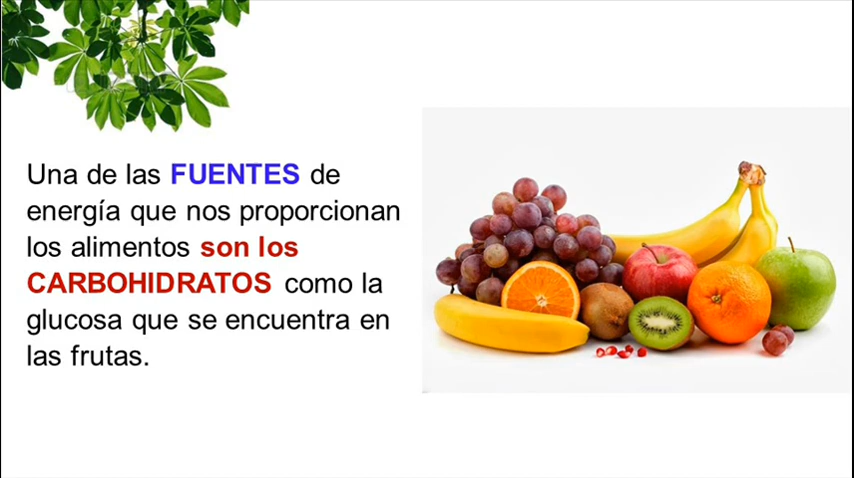 Una de las FUENTES de
energía que nos proporcionan
los alimentos son los
CARBOHIDRATOS como la
glucosa que se encuentra en
las frutas.